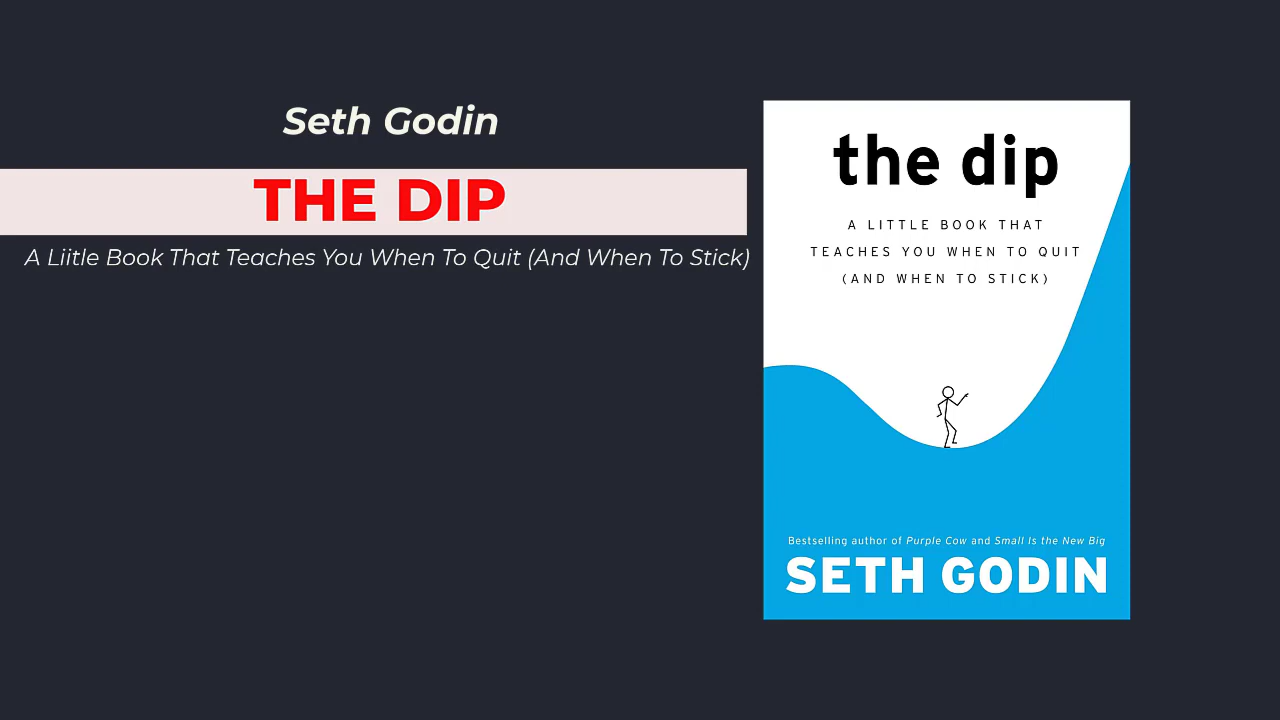 Seth Godin
THE DIP
A Liitle Book That Teaches You When To Quit (And When To Stick)
the dip
A LITTLE BOOK THAT
TEACHES YOU WHEN TO QUIT
(AND WHEN TO STICK)
Bestselling author of Purple Cow and Small Is the New Big
SETH GODIN